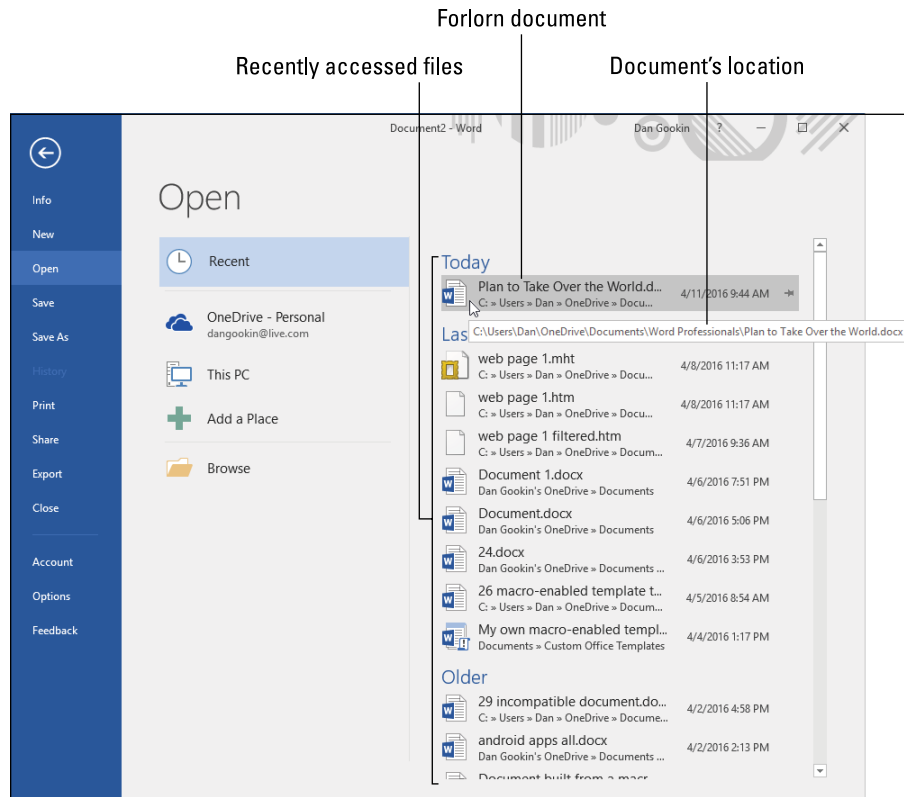 Forlorn document
Recently accessed files
Document's location
Document2 - Word
Dan Gookin
?
Info
New
Open
Save
Save As
History
Print
Share
Export
Close
Account
Options
Feedback
Open
Recent
OneDrive - Personal
dangookin@live.com
This PC
Add a Place
Browse
Today
Plan to Take Over the World.d...
C: » Users » Dan » OneDrive » Docu...
4/11/2016 9:44 AM
C:\Users\Dan\OneDrive\Documents\Word Professionals\Plan to Take Over the World.docx
Las
web page 1.mht
C: » Users » Dan » OneDrive » Docu...
4/8/2016 11:17 AM
web page 1.htm
C: » Users » Dan » OneDrive » Docu...
4/8/2016 11:17 AM
web page 1 filtered.htm
C: » Users » Dan » OneDrive » Docum...
4/7/2016 9:36 AM
Document 1.docx
Dan Gookin's OneDrive » Documents
4/6/2016 7:51 PM
Document.docx
Dan Gookin's OneDrive » Documents
4/6/2016 5:06 PM
24.docx
Dan Gookin's OneDrive » Documents ...
4/6/2016 3:53 PM
26 macro-enabled template t...
C: » Users » Dan » OneDrive » Docum...
4/5/2016 8:54 AM
My own macro-enabled templ...
Documents » Custom Office Templates
4/4/2016 1:17 PM
Older
29 incompatible document.do...
C: » Users » Dan » OneDrive » Docume...
4/2/2016 4:58 PM
android apps all.docx
Dan Gookin's OneDrive » Documents ...
4/2/2016 2:13 PM
Document built from a macr...